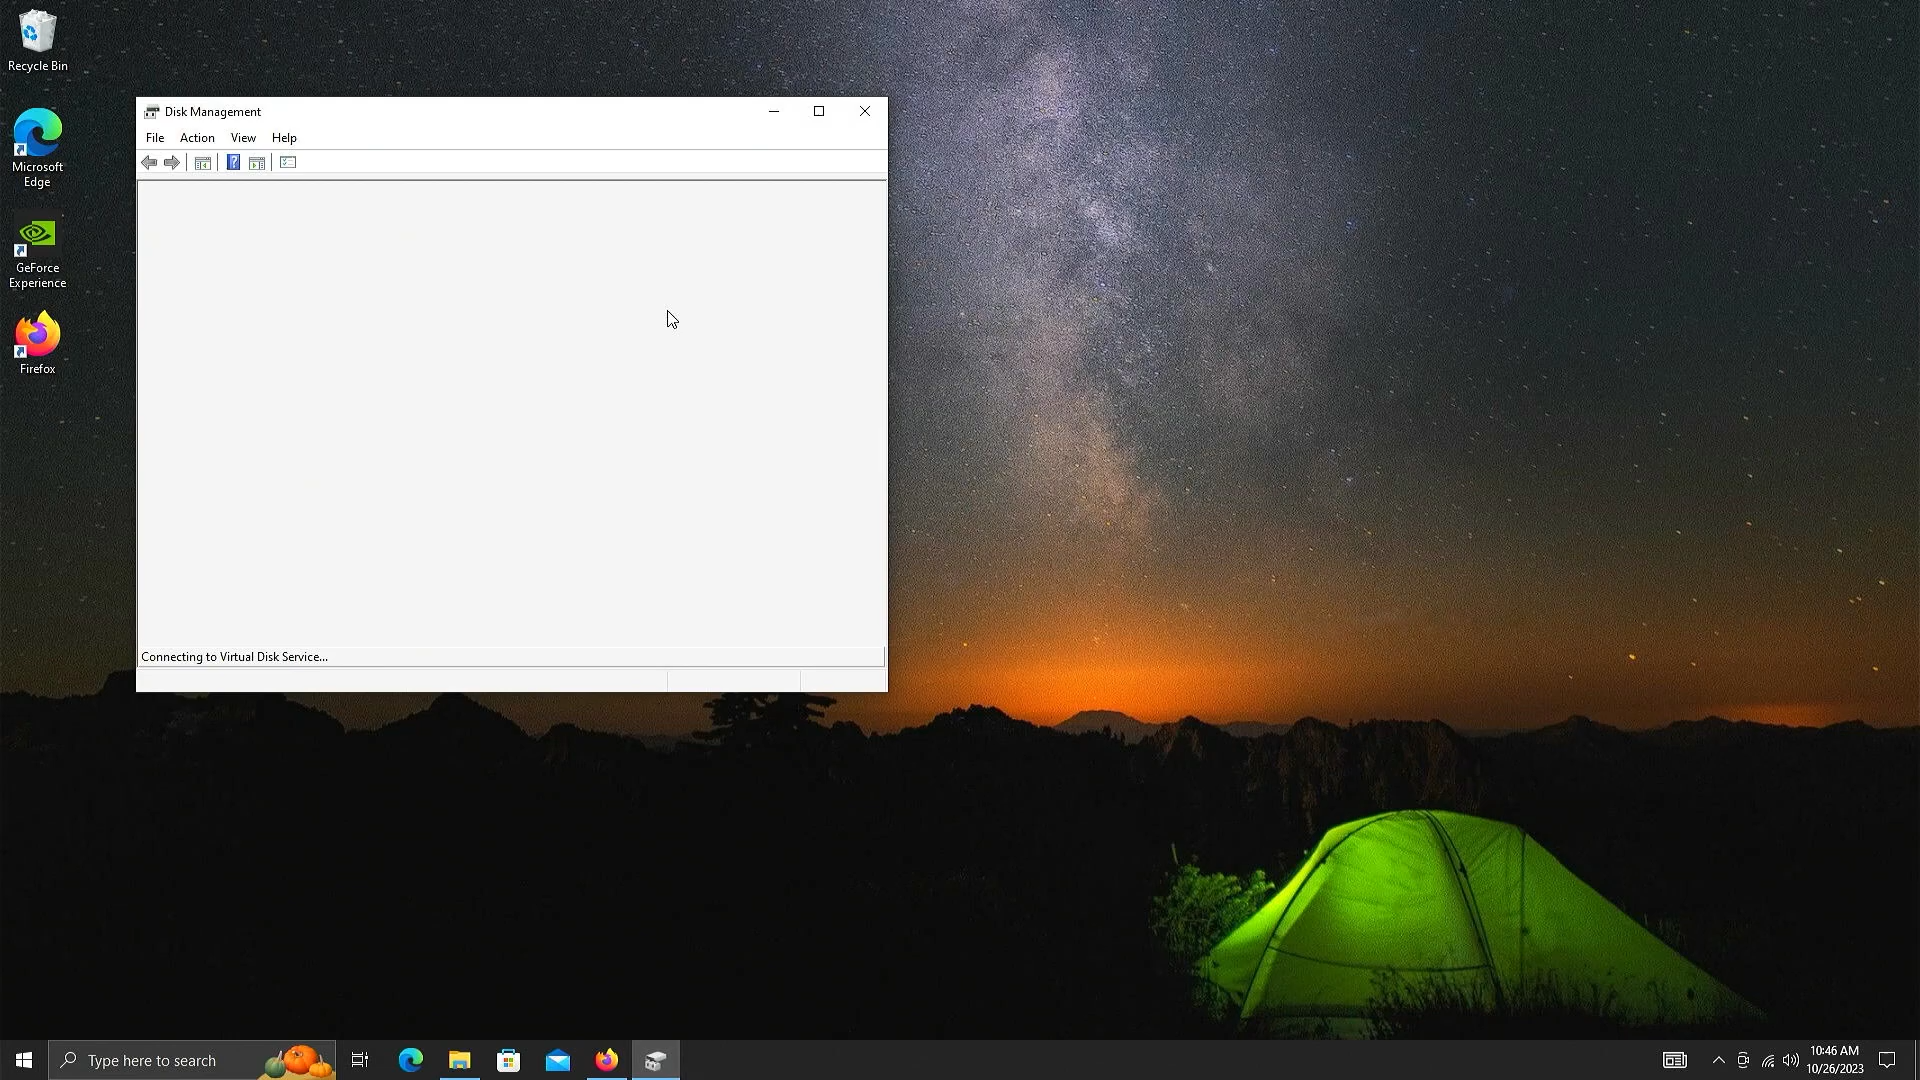 Recycle Bin
Microsoft
Edge
GeForce
Experience
Firefox
Disk Management
File Action View Help
?
Connecting to Virtual Disk Service...
Type here to search
10:46 AM
10/26/2023